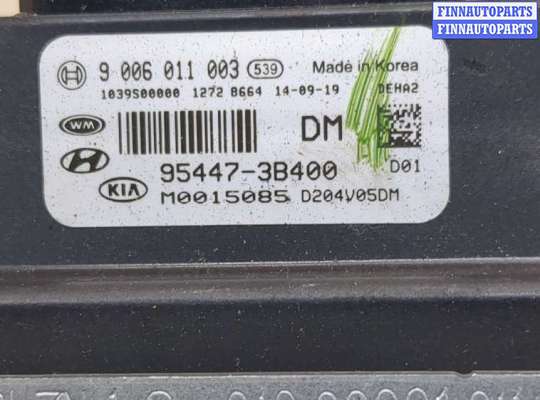 FINNAUTOPARTS
FINNAUTOPARTS
9 006 011 003 539 Made in Korea
1039S00000 1272 8664 14-09-19 DEHA2
WM
DM
95447-3B400 D01
KIA M0015085 D204V05DM